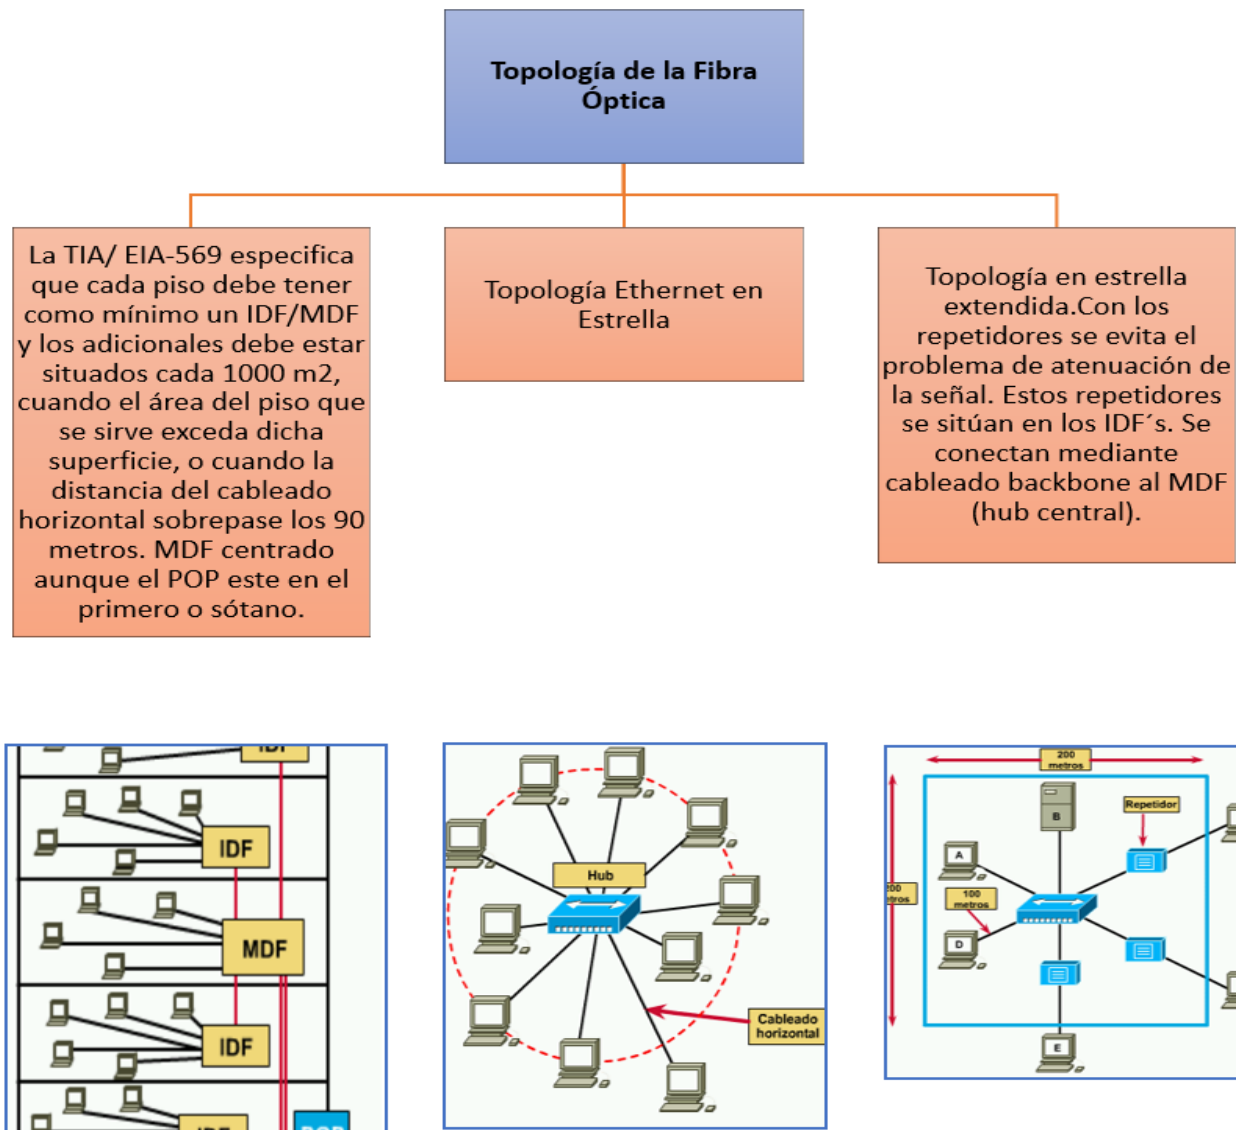 Topología de la Fibra
Óptica
La TIA/ EIA-569 especifica
que cada piso debe tener
como mínimo un IDF/MDF
y los adicionales debe estar
situados cada 1000 m2,
cuando el área del piso que
se sirve exceda dicha
superficie, o cuando la
distancia del cableado
horizontal sobrepase los 90
metros. MDF centrado
aunque el POP este en el
primero o sótano.
Topología Ethernet en
Estrella
Topología en estrella
extendida.Con los
repetidores se evita el
problema de atenuación de
la señal. Estos repetidores
se sitúan en los IDF´s. Se
conectan mediante
cableado backbone al MDF
(hub central).
IDF
IDF
MDF
IDF
IDF
POP
Hub
Cableado
horizontal
200
metros
B
Repetidor
A
100
metros
D
E